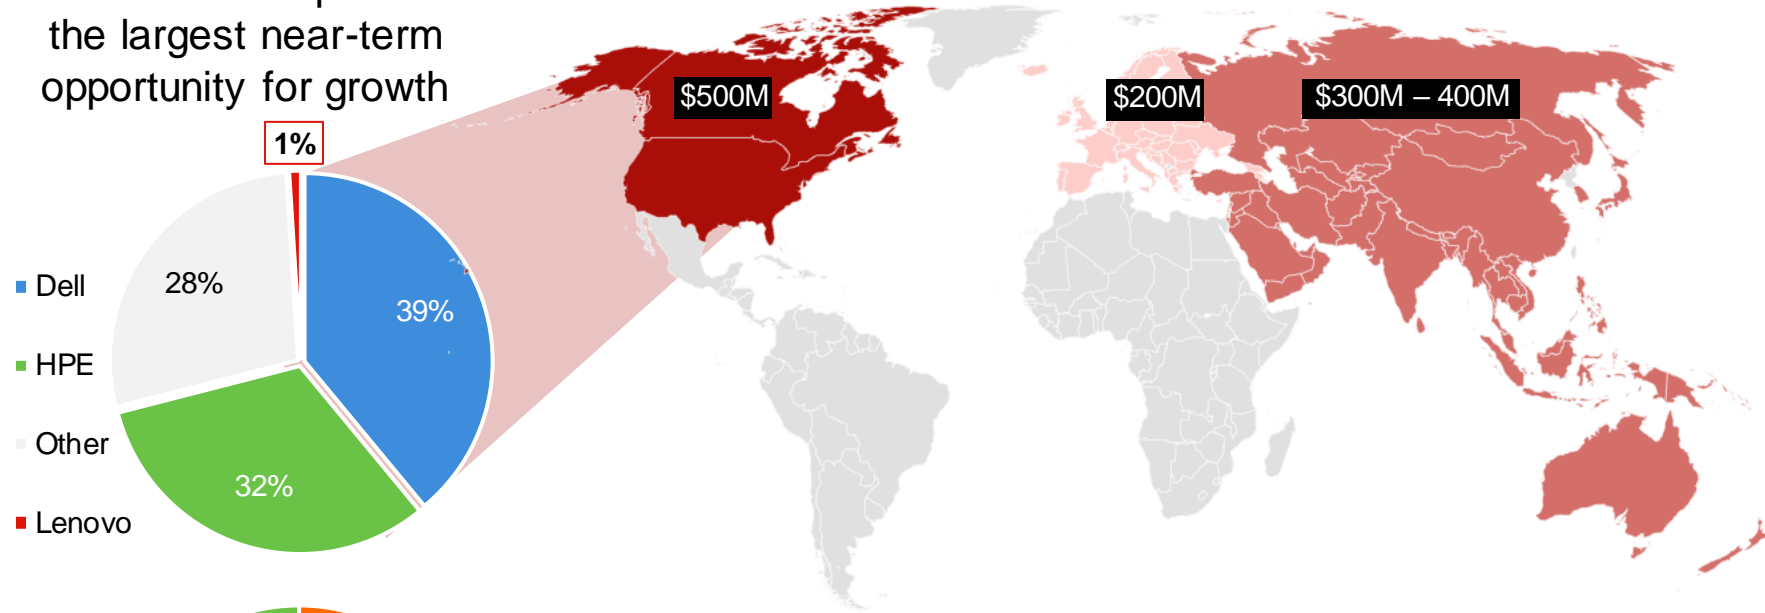 the largest near-term
opportunity for growth
$500M
$200M
$300M – 400M
1%
28%
39%
32%
Dell
HPE
Other
Lenovo